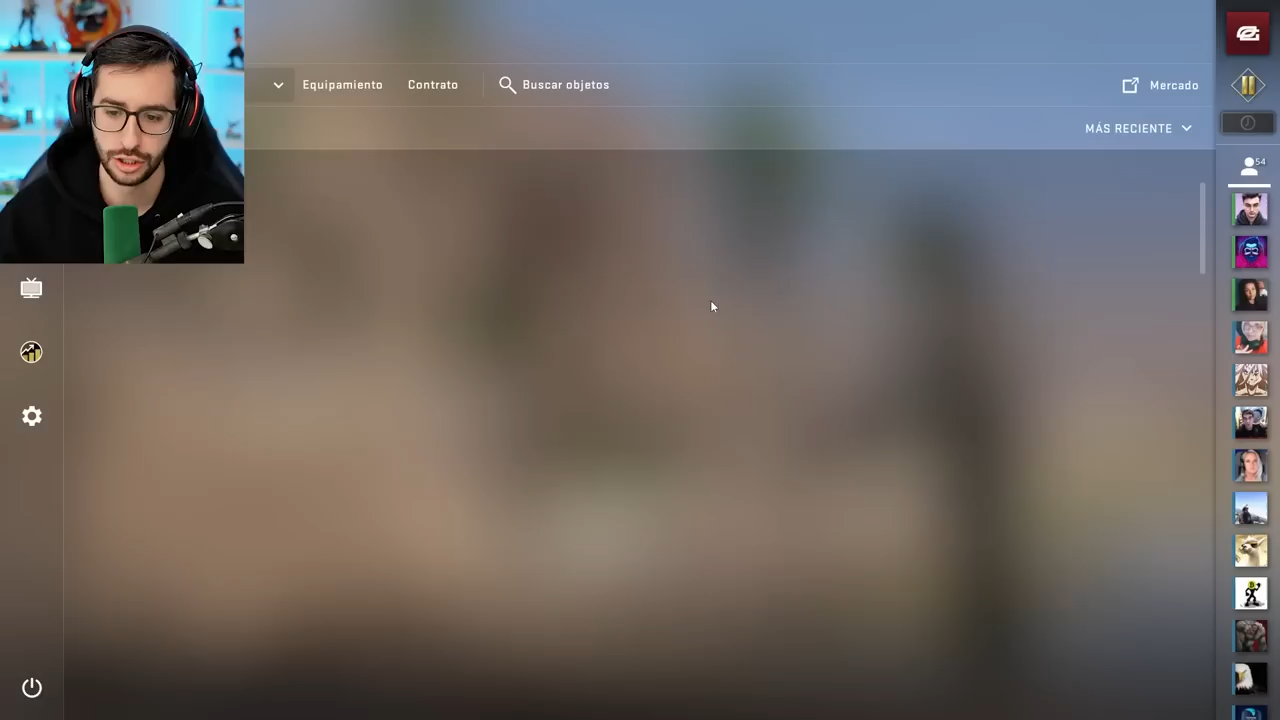 Equipamiento
Contrato
Buscar objetos
Mercado
MÁS RECIENTE
54